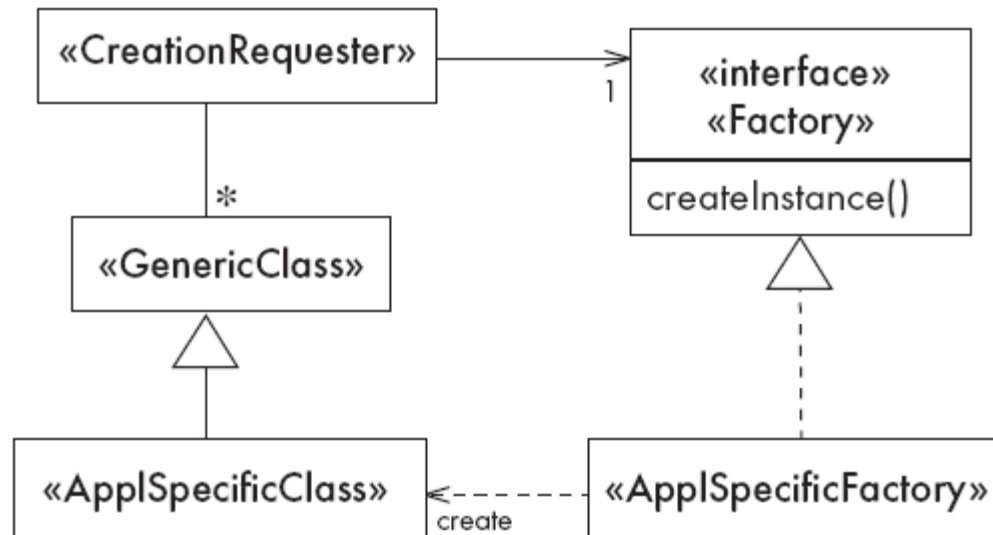 «CreationRequester»
1
«interface»
«Factory»
createInstance()
*
«GenericClass»
«ApplSpecificClass»
create
«ApplSpecificFactory»